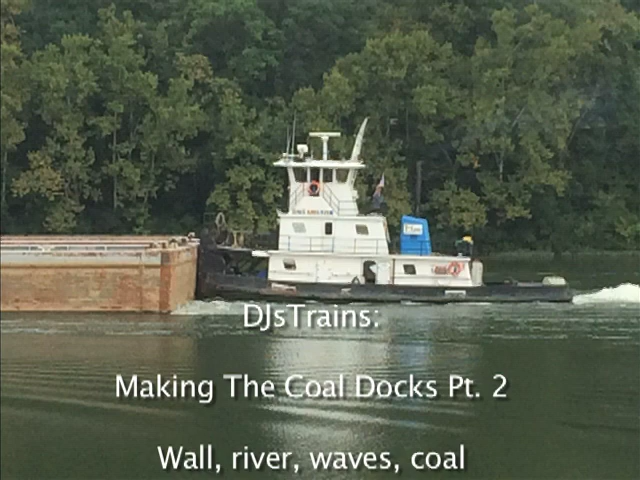 DJsTrains:
Making The Coal Docks Pt. 2
Wall, river, waves, coal